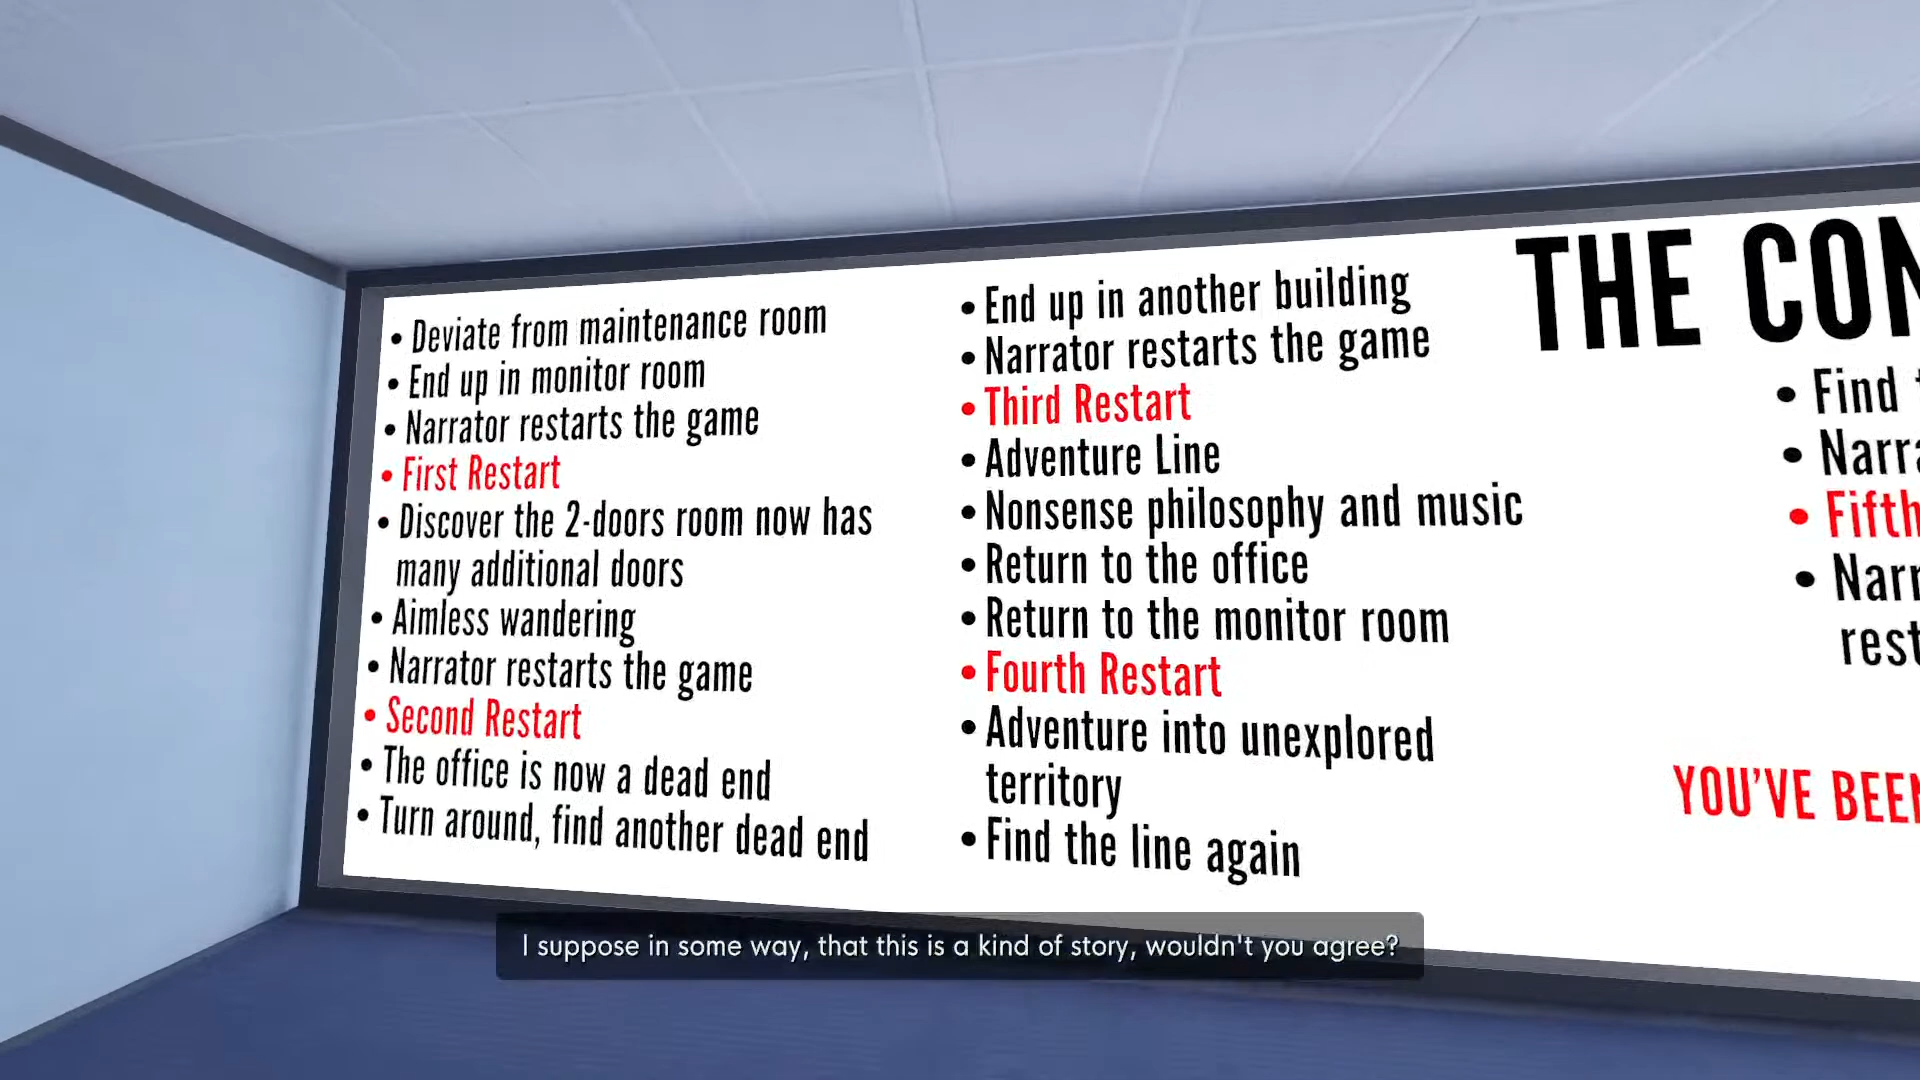 • Deviate from maintenance room
• End up in monitor room
• Narrator restarts the game
• First Restart
• Discover the 2-doors room now has
many additional doors
• Aimless wandering
• Narrator restarts the game
• Second Restart
• The office is now a dead end
• Turn around, find another dead end
• End up in another building
• Narrator restarts the game
• Third Restart
• Adventure Line
• Nonsense philosophy and music
• Return to the office
• Return to the monitor room
• Fourth Restart
• Adventure into unexplored
territory
• Find the line again
THE
• Find
• Fifth
YOU'VE
I suppose in some way, that this is a kind of story, wouldn't you agree?